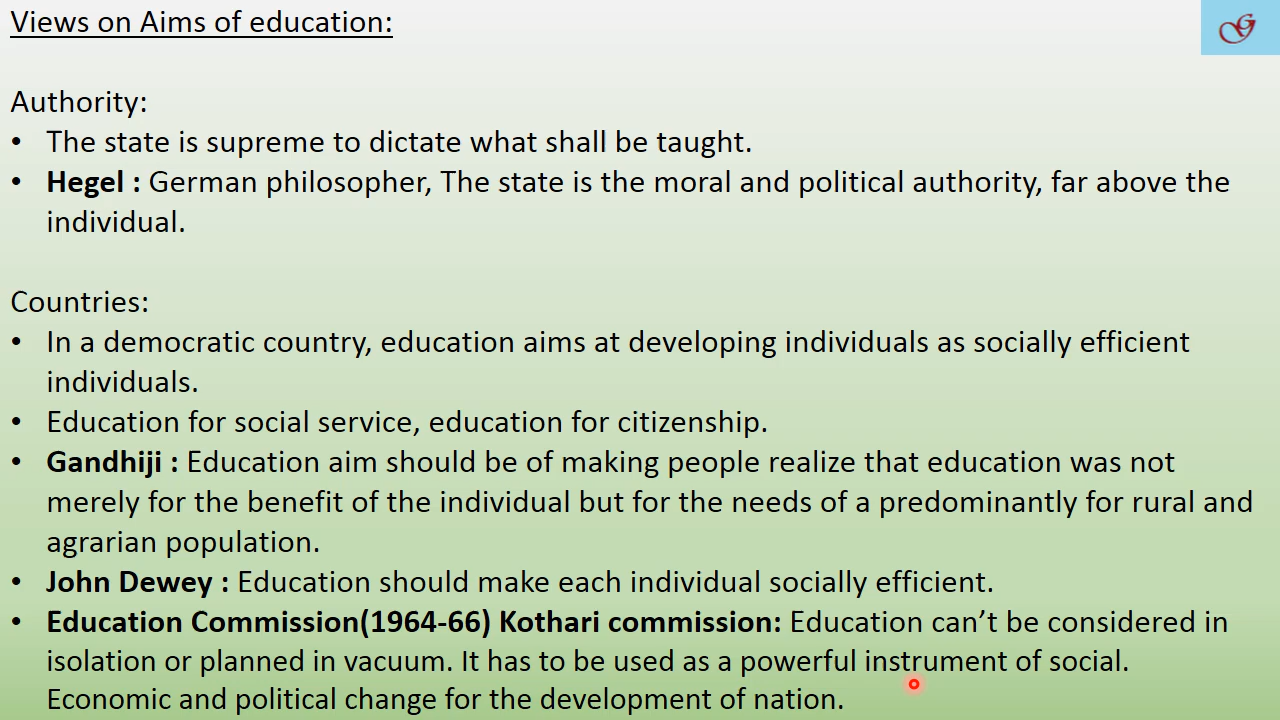 Views on Aims of education:
Authority:
• The state is supreme to dictate what shall be taught.
• Hegel : German philosopher, The state is the moral and political authority, far above the
individual.
Countries:
• In a democratic country, education aims at developing individuals as socially efficient
individuals.
• Education for social service, education for citizenship.
• Gandhiji : Education aim should be of making people realize that education was not
merely for the benefit of the individual but for the needs of a predominantly for rural and
agrarian population.
• John Dewey : Education should make each individual socially efficient.
• Education Commission(1964-66) Kothari commission: Education can’t be considered in
isolation or planned in vacuum. It has to be used as a powerful instrument of social.
Economic and political change for the development of nation.